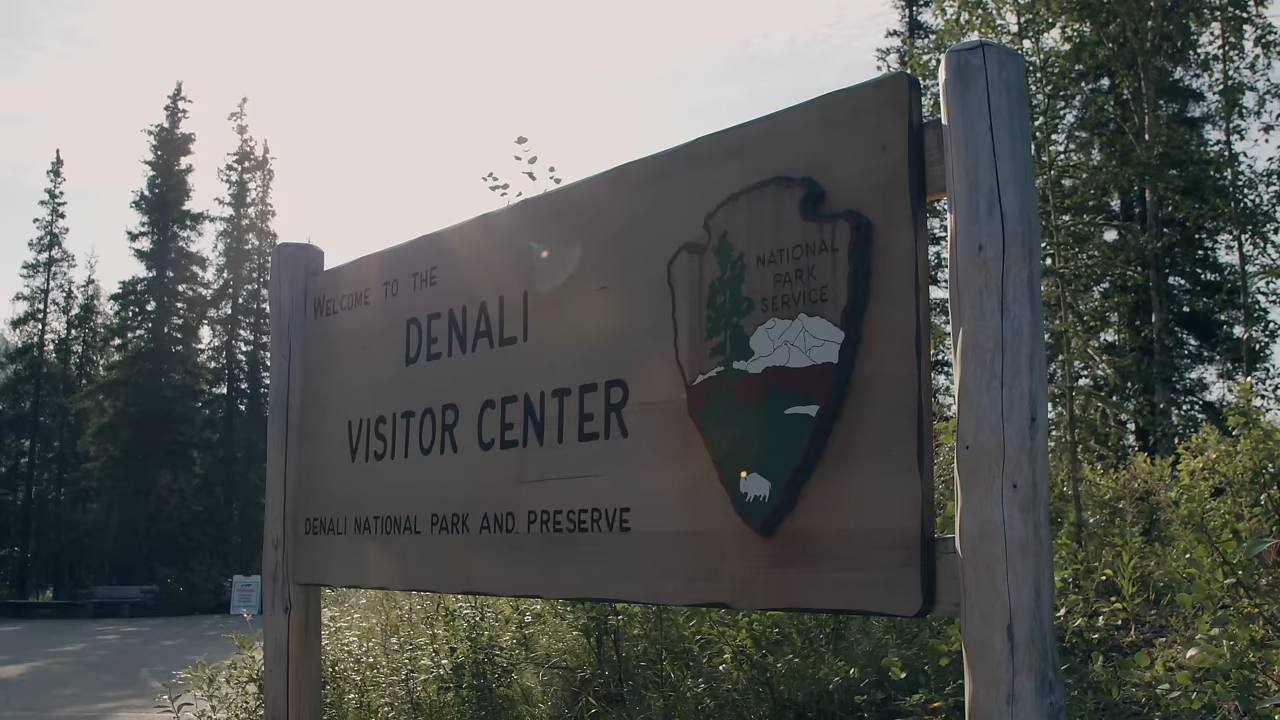 Welcome to the
DENALI
VISITOR CENTER
DENALI NATIONAL PARK AND PRESERVE
NATIONAL
PARK
SERVICE